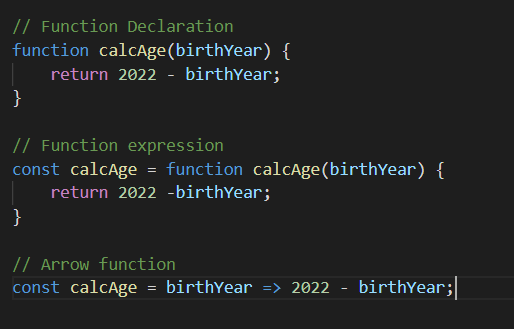 // Function Declaration
function calcAge(birthYear) {
    return 2022 - birthYear;
}
// Function expression
const calcAge = function calcAge(birthYear) {
    return 2022 -birthYear;
}
// Arrow function
const calcAge = birthYear => 2022 - birthYear;